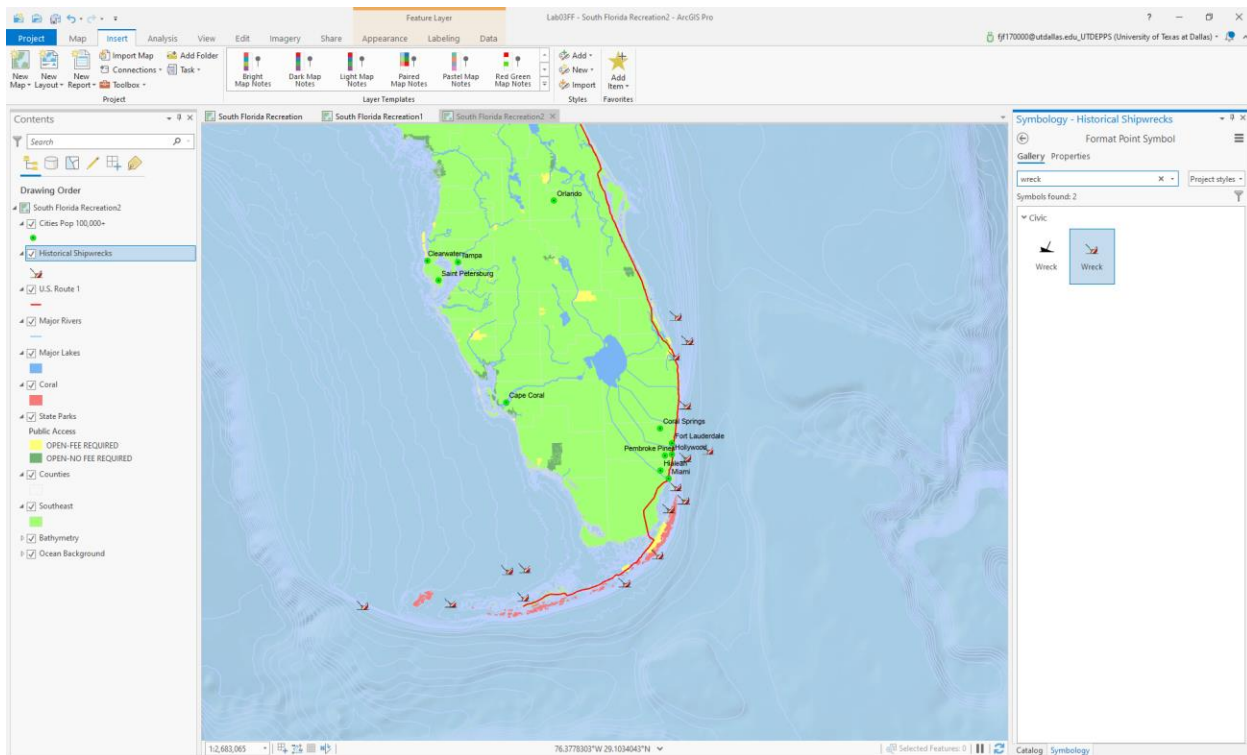 Feature Layer
Lab03FF - South Florida Recreation2 - ArcGIS Pro
?
Project Map Insert Analysis View Edit Imagery Share Appearance Labeling Data
fjf170000@utdallas.edu_UTDEPPS (University of Texas at Dallas)
New Map
New Layout
New Report
Import Map
Connections
Toolbox
Add Folder
Task
Project
Bright Map Notes
Dark Map Notes
Light Map Notes
Paired Map Notes
Pastel Map Notes
Red Green Map Notes
Layer Templates
Add
New
Import
Styles
Add Item
Favorites
Contents
Search
Drawing Order
South Florida Recreation2
Cities Pop 100,000+
Historical Shipwrecks
U.S. Route 1
Major Rivers
Major Lakes
Coral
State Parks
Public Access
OPEN-FEE REQUIRED
OPEN-NO FEE REQUIRED
Counties
Southeast
Bathymetry
Ocean Background
South Florida Recreation South Florida Recreation1 South Florida Recreation2
Orlando
Clearwater Tampa
Saint Petersburg
Cape Coral
Coral Springs
Fort Lauderdale
Pembroke Pines Hollywood
Hialeah
Miami
1:2,683,065
76.3778303°W 29.1034043°N
Selected Features: 0
Symbology - Historical Shipwrecks
Format Point Symbol
Gallery Properties
wreck
Project styles
Symbols found: 2
Civic
Wreck Wreck
Catalog Symbology